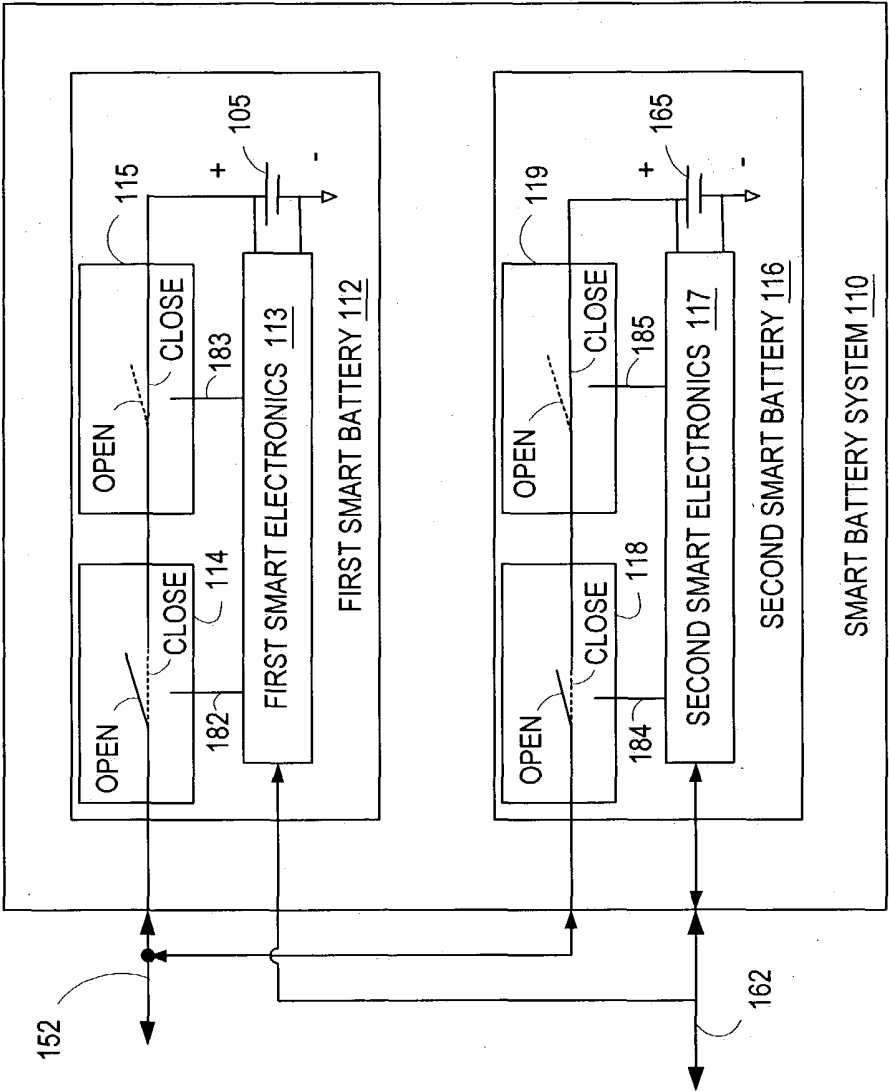 105
115
+
-
OPEN
CLOSE
183
OPEN
CLOSE
114
182
FIRST SMART ELECTRONICS 113
FIRST SMART BATTERY 112
165
119
+
-
OPEN
CLOSE
185
OPEN
CLOSE
118
184
SECOND SMART ELECTRONICS 117
SECOND SMART BATTERY 116
SMART BATTERY SYSTEM 110
152
162